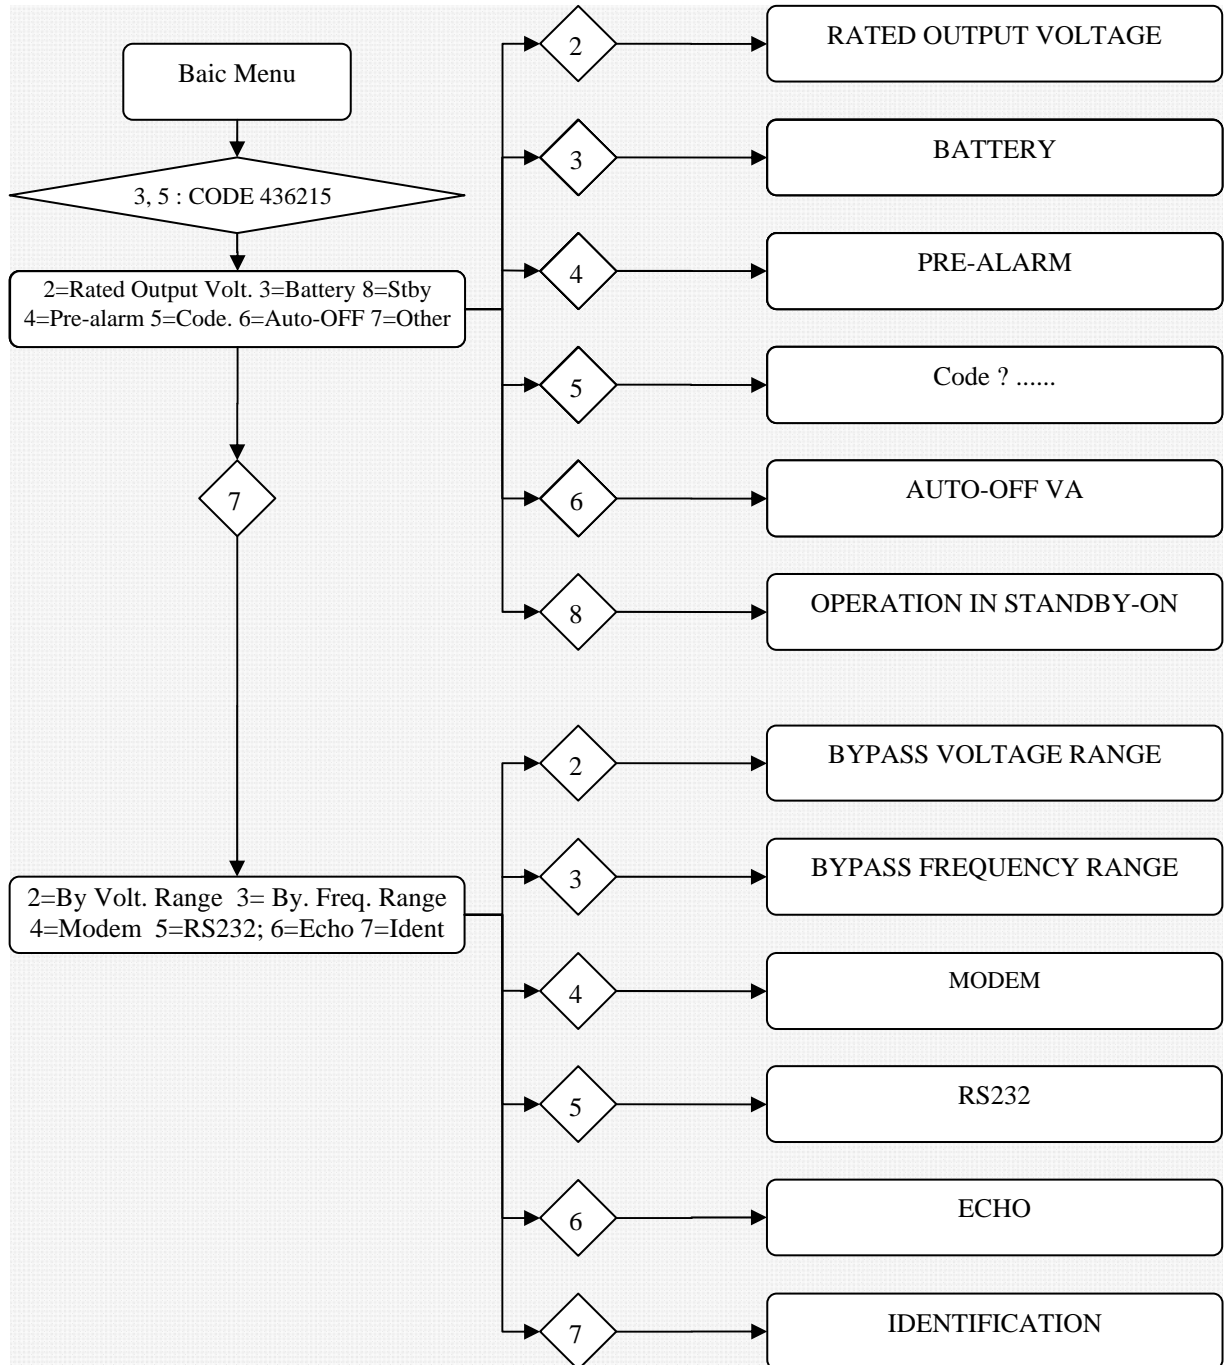 Baic Menu
3, 5 : CODE 436215
2=Rated Output Volt. 3=Battery 8=Stby
4=Pre-alarm 5=Code. 6=Auto-OFF 7=Other
2
RATED OUTPUT VOLTAGE
3
BATTERY
4
PRE-ALARM
5
Code ? ......
6
AUTO-OFF VA
8
OPERATION IN STANDBY-ON
7
2=By Volt. Range 3= By. Freq. Range
4=Modem 5=RS232; 6=Echo 7=Ident
2
BYPASS VOLTAGE RANGE
3
BYPASS FREQUENCY RANGE
4
MODEM
5
RS232
6
ECHO
7
IDENTIFICATION